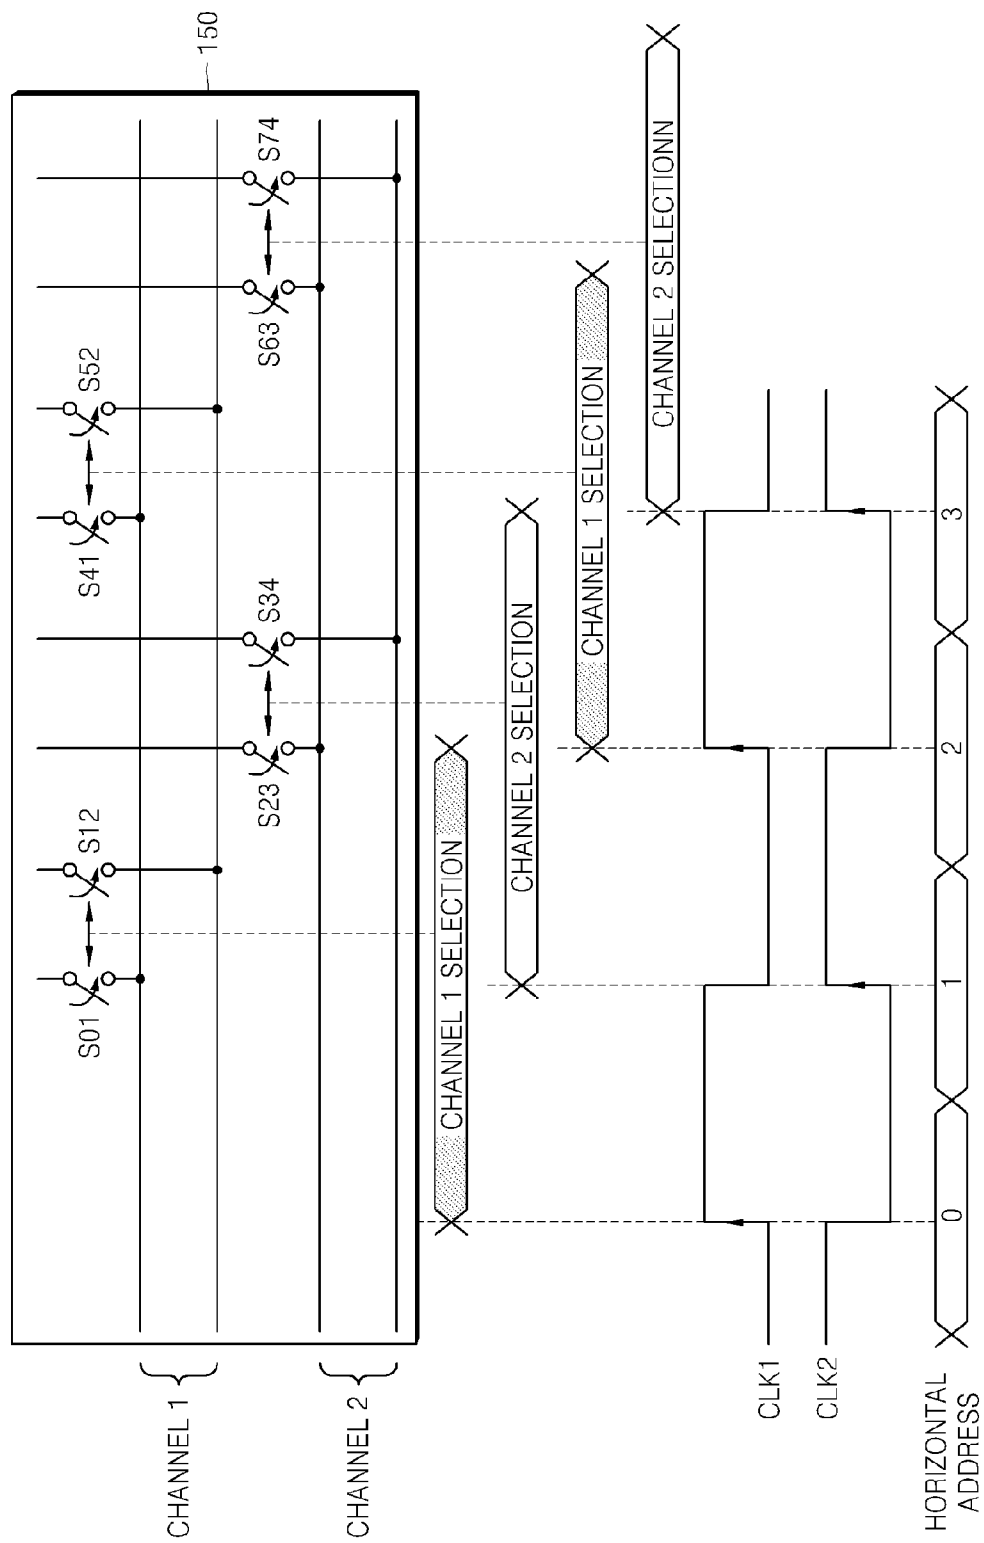 150
S01
S12
S41
S52
S23
S34
S63
S74
CHANNEL 1
CHANNEL 2
CHANNEL 1 SELECTION
CHANNEL 2 SELECTION
CHANNEL 1 SELECTION
CHANNEL 2 SELECTIONN
CLK1
CLK2
HORIZONTAL
ADDRESS
0
1
2
3